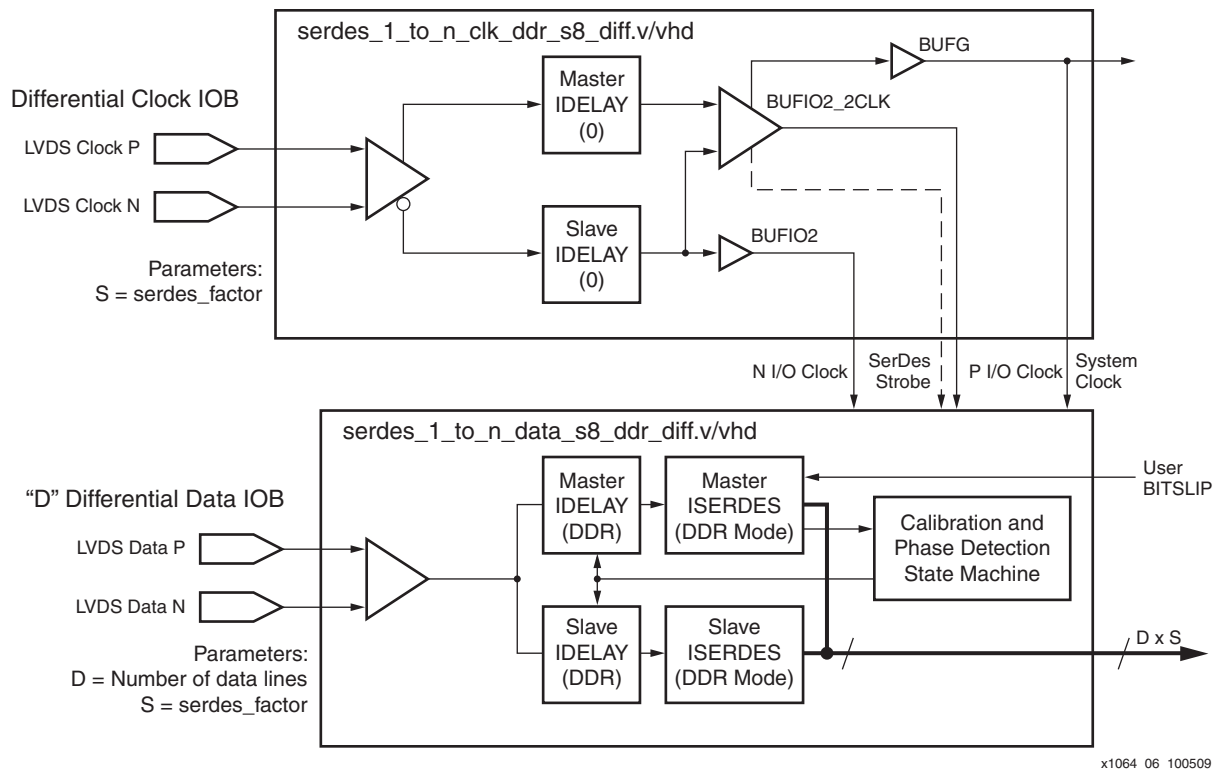 serdes_1_to_n_clk_ddr_s8_diff.v/vhd
BUFG
Master
IDELAY
(0)
BUFIO2_2CLK
Differential Clock IOB
LVDS Clock P
LVDS Clock N
Slave
IDELAY
(0)
BUFIO2
Parameters:
S = serdes_factor
N I/O Clock
SerDes
Strobe
P I/O Clock
System
Clock
serdes_1_to_n_data_s8_ddr_diff.v/vhd
“D” Differential Data IOB
LVDS Data P
LVDS Data N
Master
IDELAY
(DDR)
Master
ISERDES
(DDR Mode)
User
BITSLIP
Calibration and
Phase Detection
State Machine
Slave
IDELAY
(DDR)
Slave
ISERDES
(DDR Mode)
D x S
Parameters:
D = Number of data lines
S = serdes_factor
x1064_06_100509